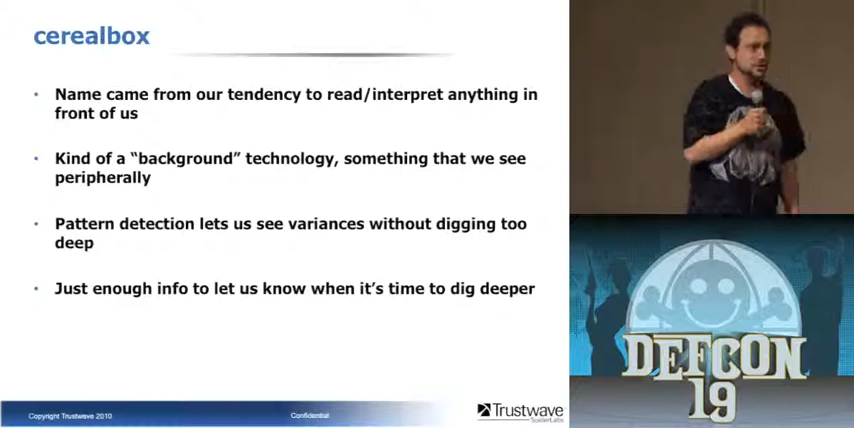 cerealbox
• Name came from our tendency to read/interpret anything in
front of us
• Kind of a “background” technology, something that we see
peripherally
• Pattern detection lets us see variances without digging too
deep
• Just enough info to let us know when it’s time to dig deeper
Copyright Trustwave 2010
Confidential
Trustwave
SpiderLabs
DEFCON
19